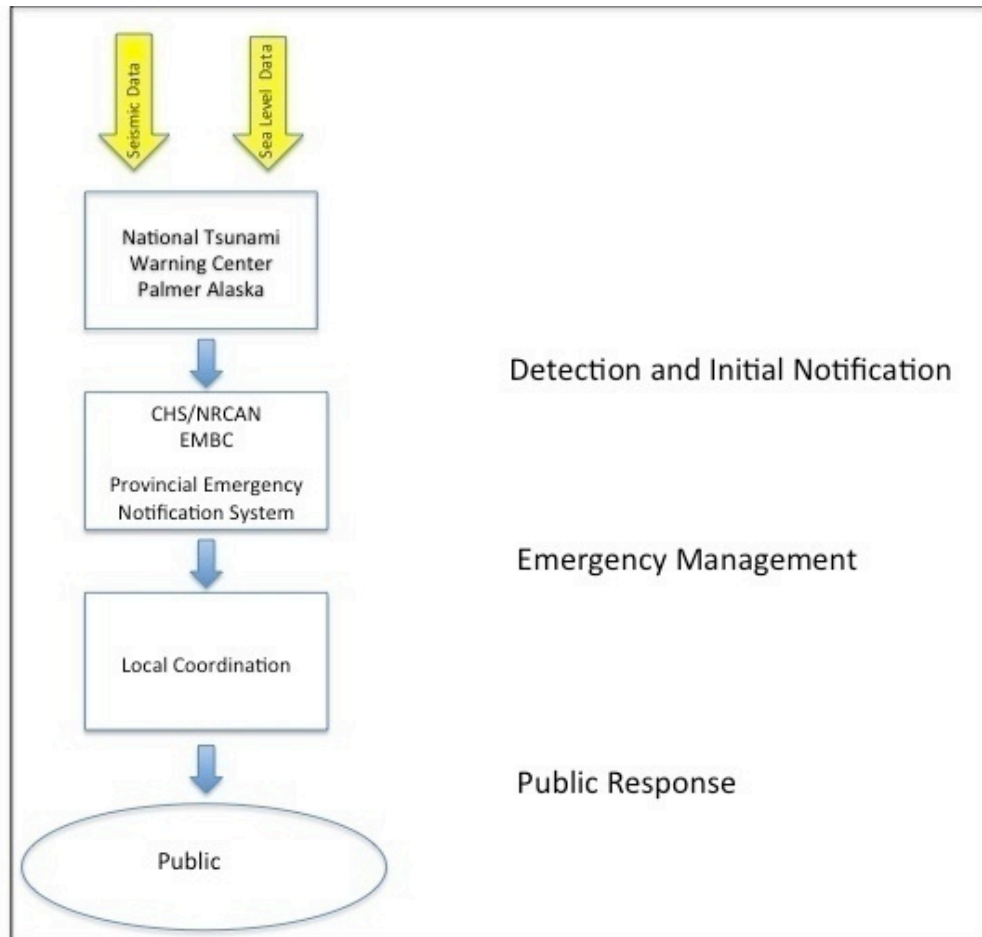 Seismic Data
Sea Level Data
National Tsunami
Warning Center
Palmer Alaska
Detection and Initial Notification
CHS/NRCAN
EMBC
Provincial Emergency
Notification System
Emergency Management
Local Coordination
Public Response
Public